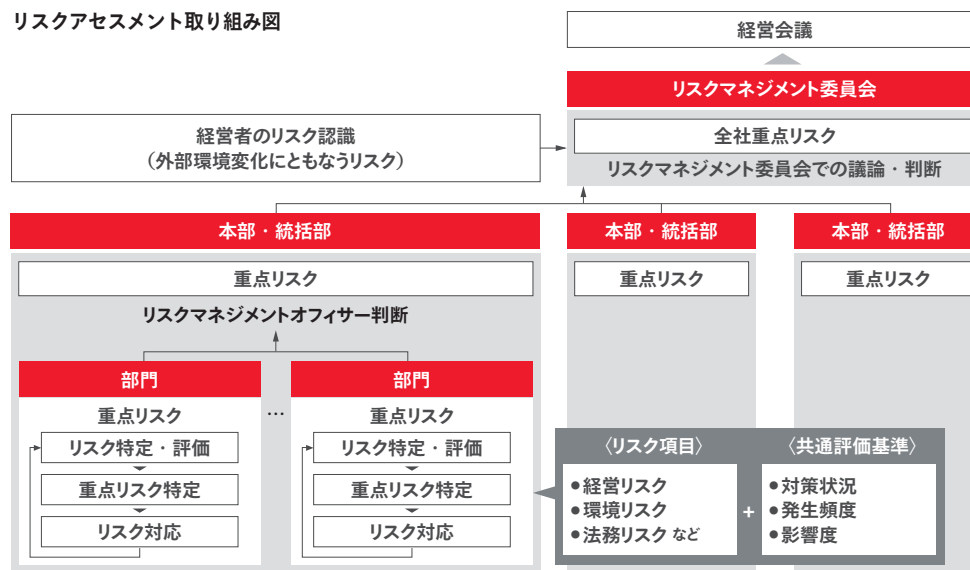 リスクアセスメント取り組み図
経営会議
リスクマネジメント委員会
経営者のリスク認識
（外部環境変化にともなうリスク）
全社重点リスク
リスクマネジメント委員会での議論・判断
本部・統括部
本部・統括部
本部・統括部
重点リスク
重点リスク
重点リスク
リスクマネジメントオフィサー判断
部門
重点リスク
リスク特定・評価
重点リスク特定
リスク対応
…
部門
重点リスク
リスク特定・評価
重点リスク特定
リスク対応
〈リスク項目〉
●経営リスク
●環境リスク
●法務リスク など
+
〈共通評価基準〉
●対策状況
●発生頻度
●影響度